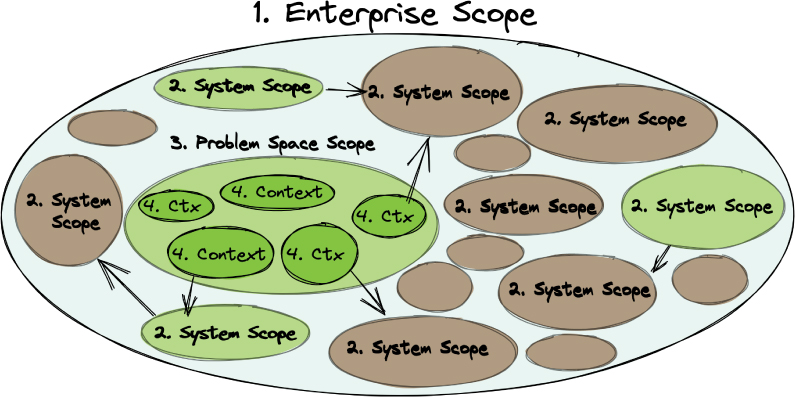 1. Enterprise Scope
2. System Scope
2. System Scope
2. System Scope
3. Problem Space Scope
2. System
Scope
4. Ctx
4. Context
4. Ctx
2. System Scope
2. System Scope
4. Context
4. Ctx
2. System Scope
2. System Scope
2. System Scope